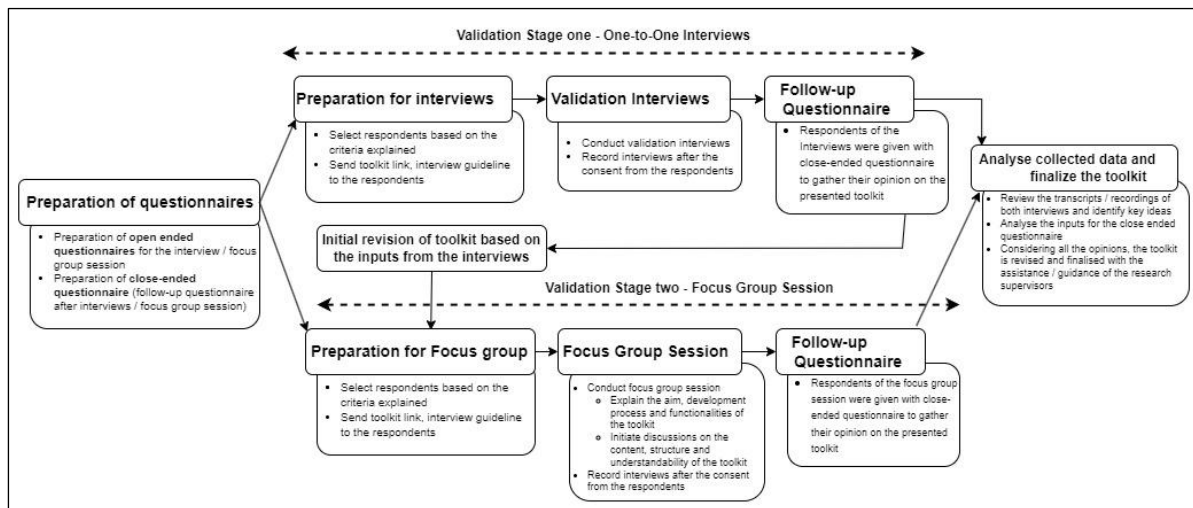 Validation Stage one - One-to-One Interviews
Preparation for interviews
• Select respondents based on the
criteria explained
• Send toolkit link, interview guideline
to the respondents
Validation Interviews
• Conduct validation interviews
• Record interviews after the
consent from the respondents
Follow-up
Questionnaire
• Respondents of the
Interviews were given with
close-ended questionnaire
to gather their opinion on the
presented toolkit
Analyse collected data and
finalize the toolkit
• Review the transcripts / recordings of
both interviews and identify key ideas
• Analyse the inputs for the close ended
questionnaire
• Considering all the opinions, the toolkit
is revised and finalised with the
assistance / guidance of the research
supervisors
Preparation of questionnaires
• Preparation of open ended
questionnaires for the interview / focus
group session
• Preparation of close-ended
questionnaire (follow-up questionnaire
after interviews / focus group session)
Initial revision of toolkit based on
the inputs from the interviews
Validation Stage two - Focus Group Session
Preparation for Focus group
• Select respondents based on the
criteria explained
• Send toolkit link, interview guideline
to the respondents
Focus Group Session
• Conduct focus group session
○ Explain the aim, development
process and functionalities of
the toolkit
○ Initiate discussions on the
content, structure and
understandability of the toolkit
• Record interviews after the consent
from the respondents
Follow-up
Questionnaire
• Respondents of the focus group
session were given with close-
ended questionnaire to gather
their opinion on the presented
toolkit